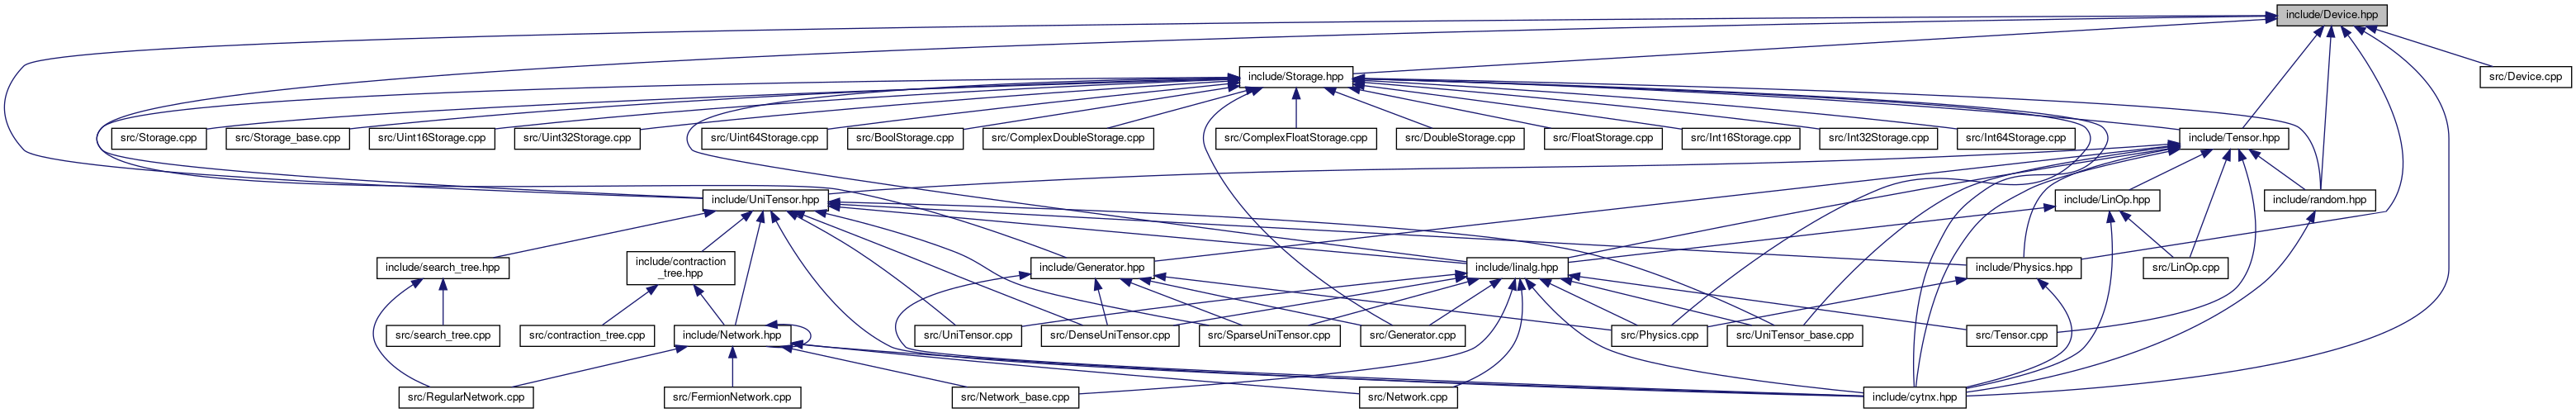 include/Device.hpp
include/Storage.hpp
src/Device.cpp
src/Storage.cpp
src/Storage_base.cpp
src/Uint16Storage.cpp
src/Uint32Storage.cpp
src/Uint64Storage.cpp
src/BoolStorage.cpp
src/ComplexDoubleStorage.cpp
src/ComplexFloatStorage.cpp
src/DoubleStorage.cpp
src/FloatStorage.cpp
src/Int16Storage.cpp
src/Int32Storage.cpp
src/Int64Storage.cpp
include/Tensor.hpp
include/UniTensor.hpp
include/LinOp.hpp
include/random.hpp
include/search_tree.hpp
include/contraction
_tree.hpp
include/Generator.hpp
include/linalg.hpp
include/Physics.hpp
src/LinOp.cpp
src/search_tree.cpp
src/contraction_tree.cpp
include/Network.hpp
src/UniTensor.cpp
src/DenseUniTensor.cpp
src/SparseUniTensor.cpp
src/Generator.cpp
src/Physics.cpp
src/UniTensor_base.cpp
src/Tensor.cpp
src/RegularNetwork.cpp
src/FermionNetwork.cpp
src/Network_base.cpp
src/Network.cpp
include/cytnx.hpp